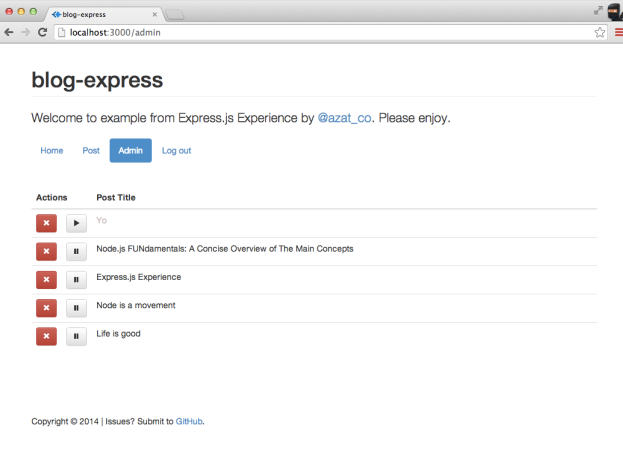 blog-express
localhost:3000/admin
blog-express
Welcome to example from Express.js Experience by @azat_co. Please enjoy.
Home Post Admin Log out
Actions Post Title
Yo
Node.js FUNdamentals: A Concise Overview of The Main Concepts
Express.js Experience
Node is a movement
Life is good
Copyright © 2014 | Issues? Submit to GitHub.